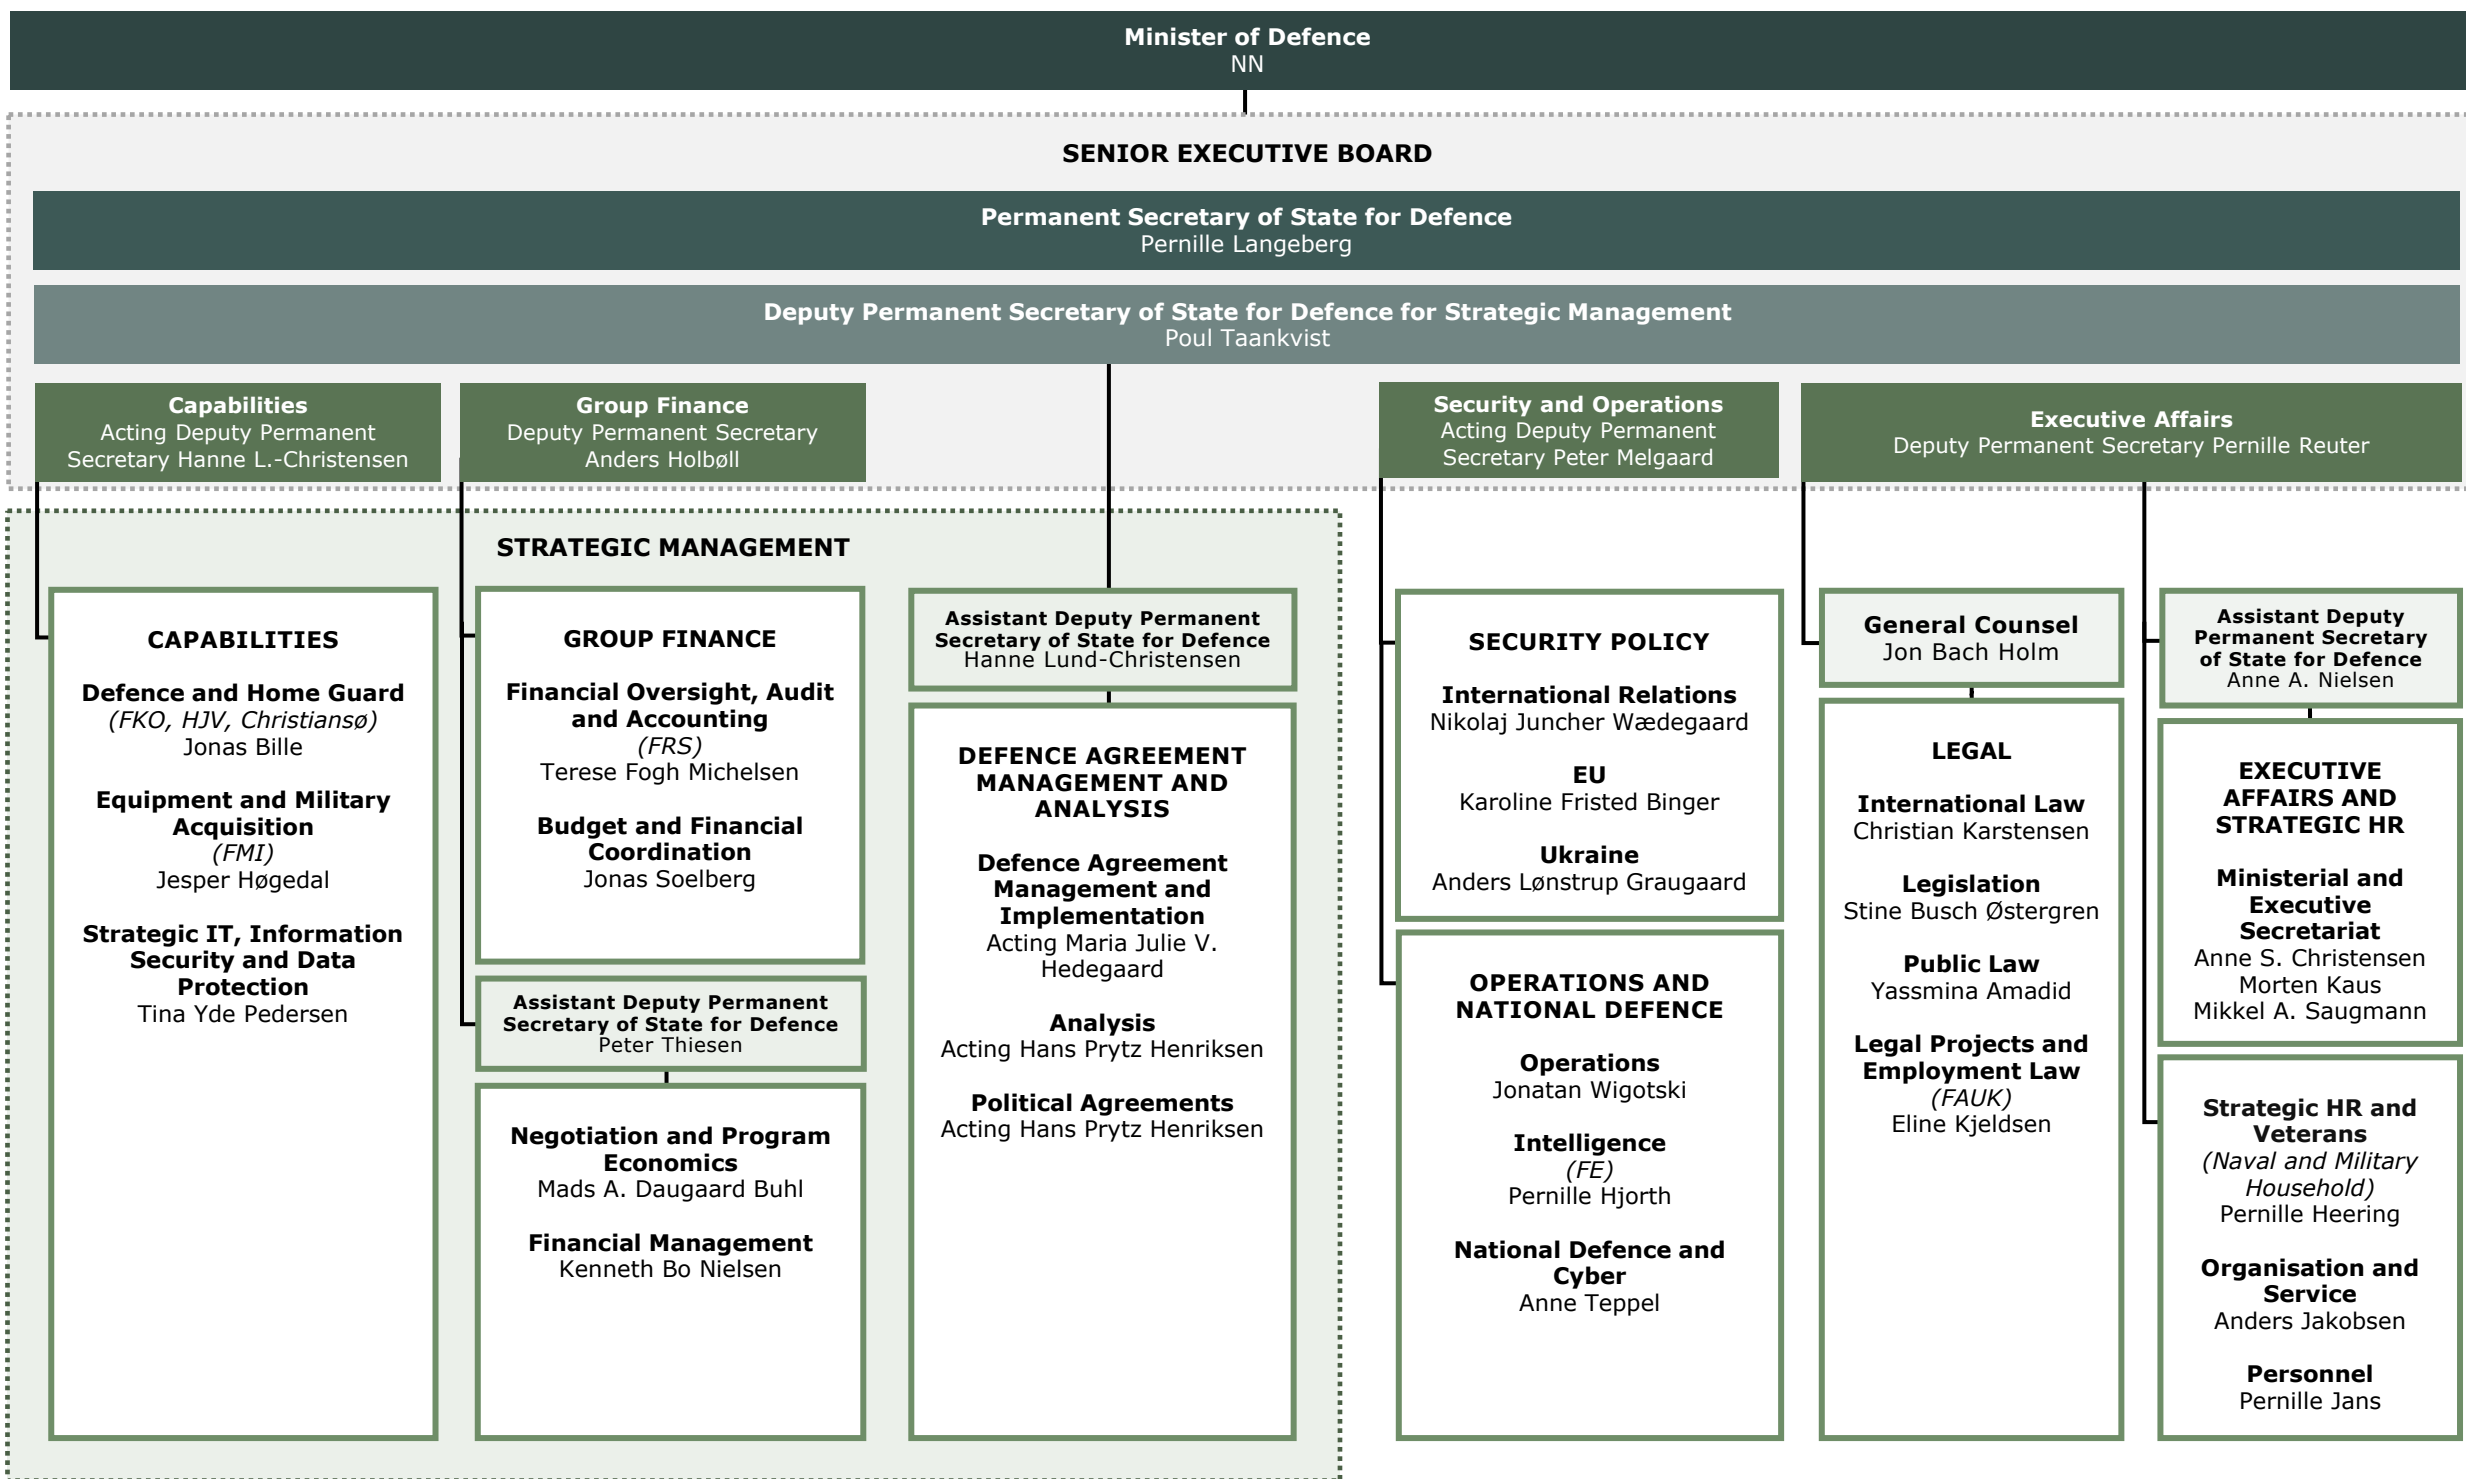 Minister of Defence
NN
SENIOR EXECUTIVE BOARD
Permanent Secretary of State for Defence
Pernille Langeberg
Deputy Permanent Secretary of State for Defence for Strategic Management
Poul Taankvist
Capabilities
Acting Deputy Permanent
Secretary Hanne L.-Christensen
Group Finance
Deputy Permanent Secretary
Anders Holbøll
Security and Operations
Acting Deputy Permanent
Secretary Peter Melgaard
Executive Affairs
Deputy Permanent Secretary Pernille Reuter
STRATEGIC MANAGEMENT
CAPABILITIES
Defence and Home Guard
(FKO, HJV, Christiansø)
Jonas Bille
Equipment and Military
Acquisition
(FMI)
Jesper Høgedal
Strategic IT, Information
Security and Data
Protection
Tina Yde Pedersen
GROUP FINANCE
Financial Oversight, Audit
and Accounting
(FRS)
Terese Fogh Michelsen
Budget and Financial
Coordination
Jonas Soelberg
Assistant Deputy Permanent
Secretary of State for Defence
Peter Thiesen
Negotiation and Program
Economics
Mads A. Daugaard Buhl
Financial Management
Kenneth Bo Nielsen
Assistant Deputy Permanent
Secretary of State for Defence
Hanne Lund-Christensen
DEFENCE AGREEMENT
MANAGEMENT AND
ANALYSIS
Defence Agreement
Management and
Implementation
Acting Maria Julie V.
Hedegaard
Analysis
Acting Hans Prytz Henriksen
Political Agreements
Acting Hans Prytz Henriksen
SECURITY POLICY
International Relations
Nikolaj Juncher Wædegaard
EU
Karoline Fristed Binger
Ukraine
Anders Lønstrup Graugaard
OPERATIONS AND
NATIONAL DEFENCE
Operations
Jonatan Wigotski
Intelligence
(FE)
Pernille Hjorth
National Defence and
Cyber
Anne Teppel
General Counsel
Jon Bach Holm
LEGAL
International Law
Christian Karstensen
Legislation
Stine Busch Østergren
Public Law
Yassmina Amadid
Legal Projects and
Employment Law
(FAUK)
Eline Kjeldsen
Assistant Deputy
Permanent Secretary
of State for Defence
Anne A. Nielsen
EXECUTIVE
AFFAIRS AND
STRATEGIC HR
Ministerial and
Executive
Secretariat
Anne S. Christensen
Morten Kaus
Mikkel A. Saugmann
Strategic HR and
Veterans
(Naval and Military
Household)
Pernille Heering
Organisation and
Service
Anders Jakobsen
Personnel
Pernille Jans